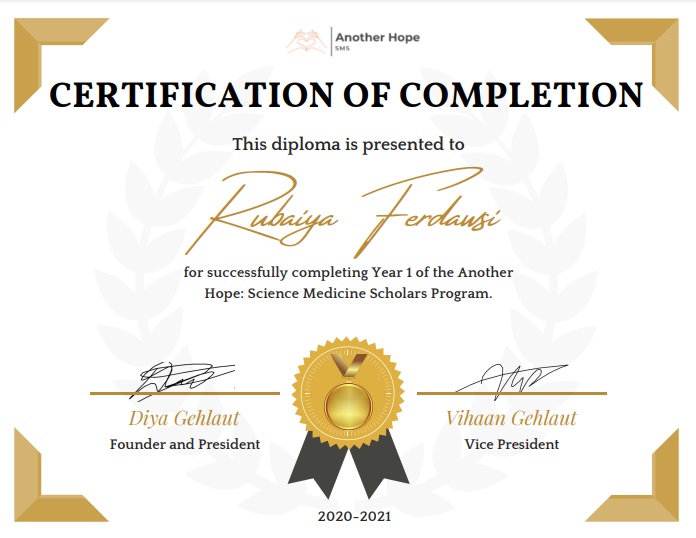 Another Hope
SMS
CERTIFICATION OF COMPLETION
This diploma is presented to
Rubaiya Ferdausi
for successfully completing Year 1 of the Another
Hope: Science Medicine Scholars Program.
Diya Gehlaut
Founder and President
Vihaan Gehlaut
Vice President
2020-2021